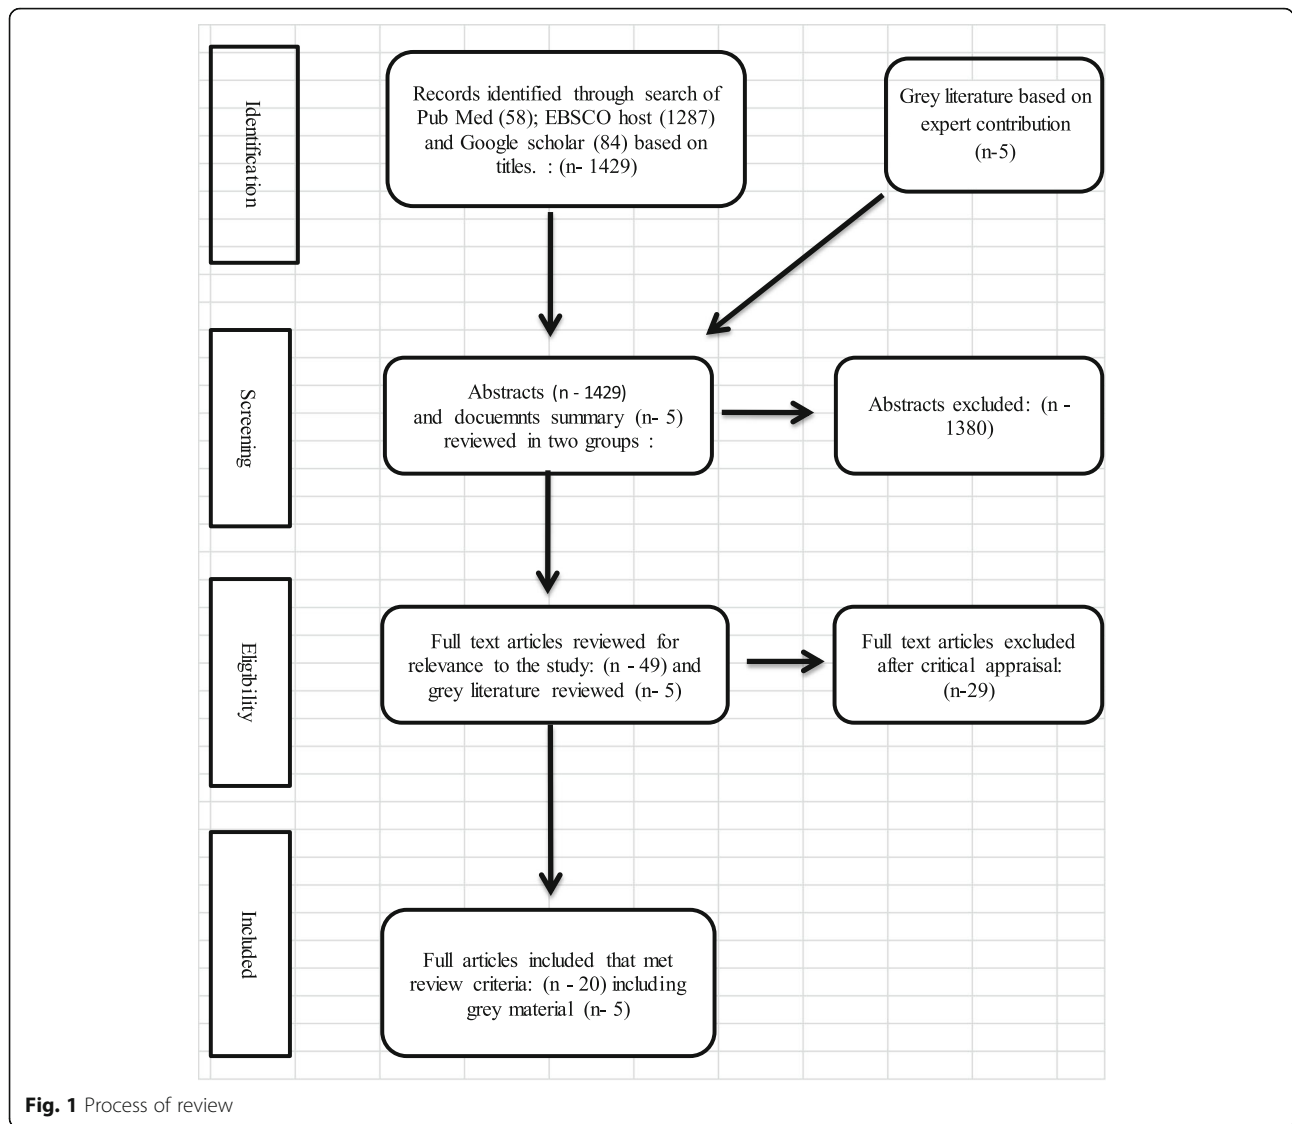 Identification
Records identified through search of
Pub Med (58); EBSCO host (1287)
and Google scholar (84) based on
titles. : (n- 1429)
Grey literature based on
expert contribution
(n-5)
Screening
Abstracts (n - 1429)
and docuemnts summary (n- 5)
reviewed in two groups :
Abstracts excluded: (n -
1380)
Eligibility
Full text articles reviewed for
relevance to the study: (n - 49) and
grey literature reviewed (n- 5)
Full text articles excluded
after critical appraisal:
(n-29)
Included
Full articles included that met
review criteria: (n - 20) including
grey material (n- 5)
Fig. 1 Process of review